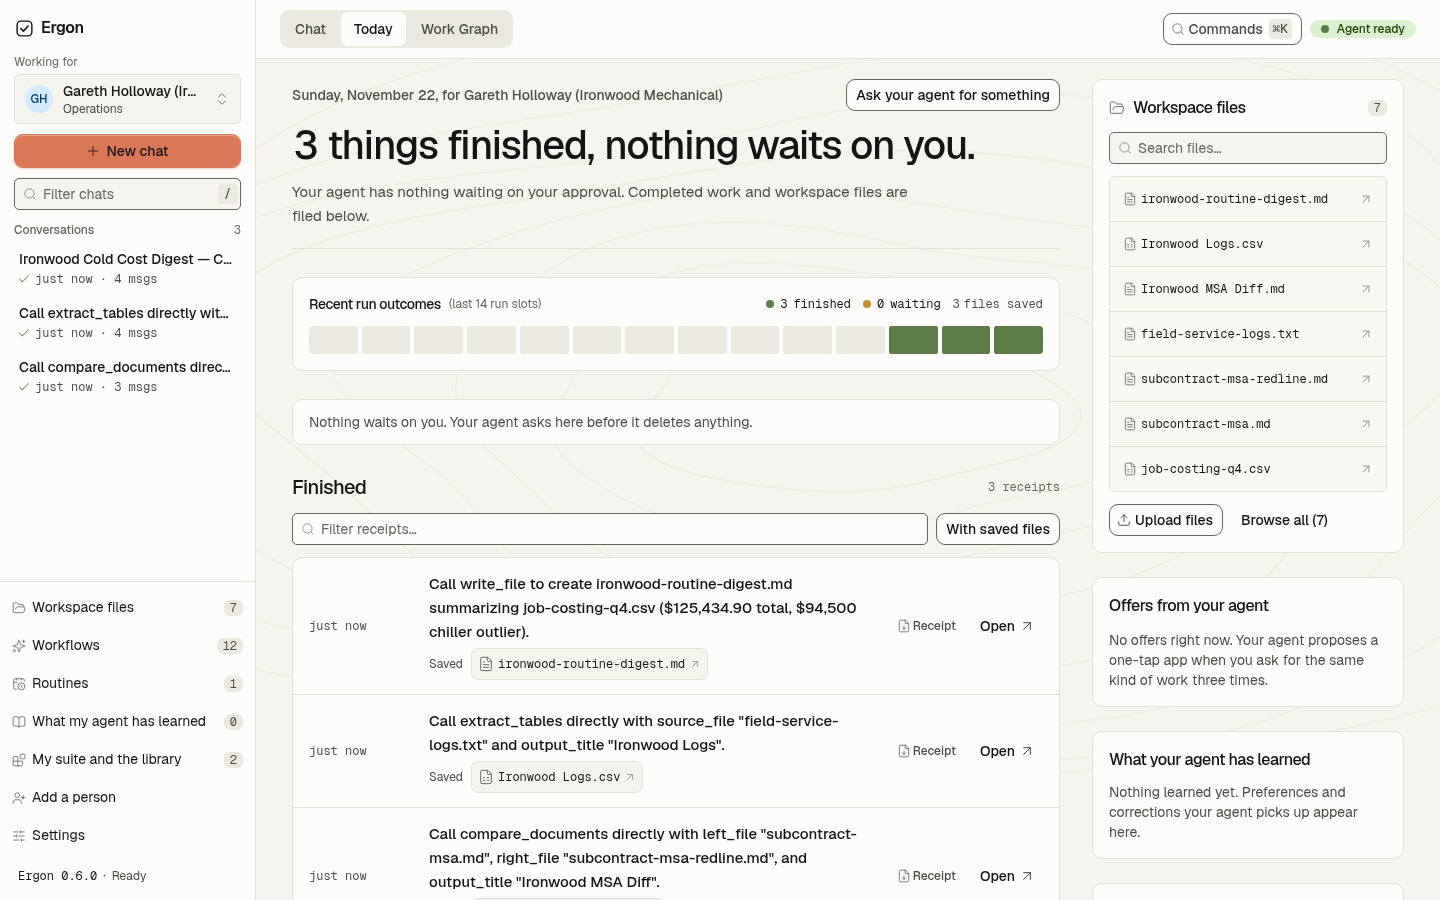 Ergon
Working for
GH
Gareth Holloway (Ir…
Operations
New chat
Filter chats
/
Conversations
3
Ironwood Cold Cost Digest — C…
just now · 4 msgs
Call extract_tables directly wit…
just now · 4 msgs
Call compare_documents direc…
just now · 3 msgs
Workspace files
7
Workflows
12
Routines
1
What my agent has learned
0
My suite and the library
2
Add a person
Settings
Ergon 0.6.0 · Ready
Chat
Today
Work Graph
Commands ⌘K
Agent ready
Sunday, November 22, for Gareth Holloway (Ironwood Mechanical)
Ask your agent for something
3 things finished, nothing waits on you.
Your agent has nothing waiting on your approval. Completed work and workspace files are
filed below.
Recent run outcomes (last 14 run slots)
3 finished
0 waiting
3 files saved
Nothing waits on you. Your agent asks here before it deletes anything.
Finished
3 receipts
Filter receipts…
With saved files
just now
Call write_file to create ironwood-routine-digest.md
summarizing job-costing-q4.csv ($125,434.90 total, $94,500
chiller outlier).
Saved ironwood-routine-digest.md
Receipt
Open
just now
Call extract_tables directly with source_file "field-service-
logs.txt" and output_title "Ironwood Logs".
Saved Ironwood Logs.csv
Receipt
Open
just now
Call compare_documents directly with left_file "subcontract-
msa.md", right_file "subcontract-msa-redline.md", and
output_title "Ironwood MSA Diff".
Receipt
Open
Workspace files
7
Search files…
ironwood-routine-digest.md
Ironwood Logs.csv
Ironwood MSA Diff.md
field-service-logs.txt
subcontract-msa-redline.md
subcontract-msa.md
job-costing-q4.csv
Upload files
Browse all (7)
Offers from your agent
No offers right now. Your agent proposes a
one-tap app when you ask for the same
kind of work three times.
What your agent has learned
Nothing learned yet. Preferences and
corrections your agent picks up appear
here.